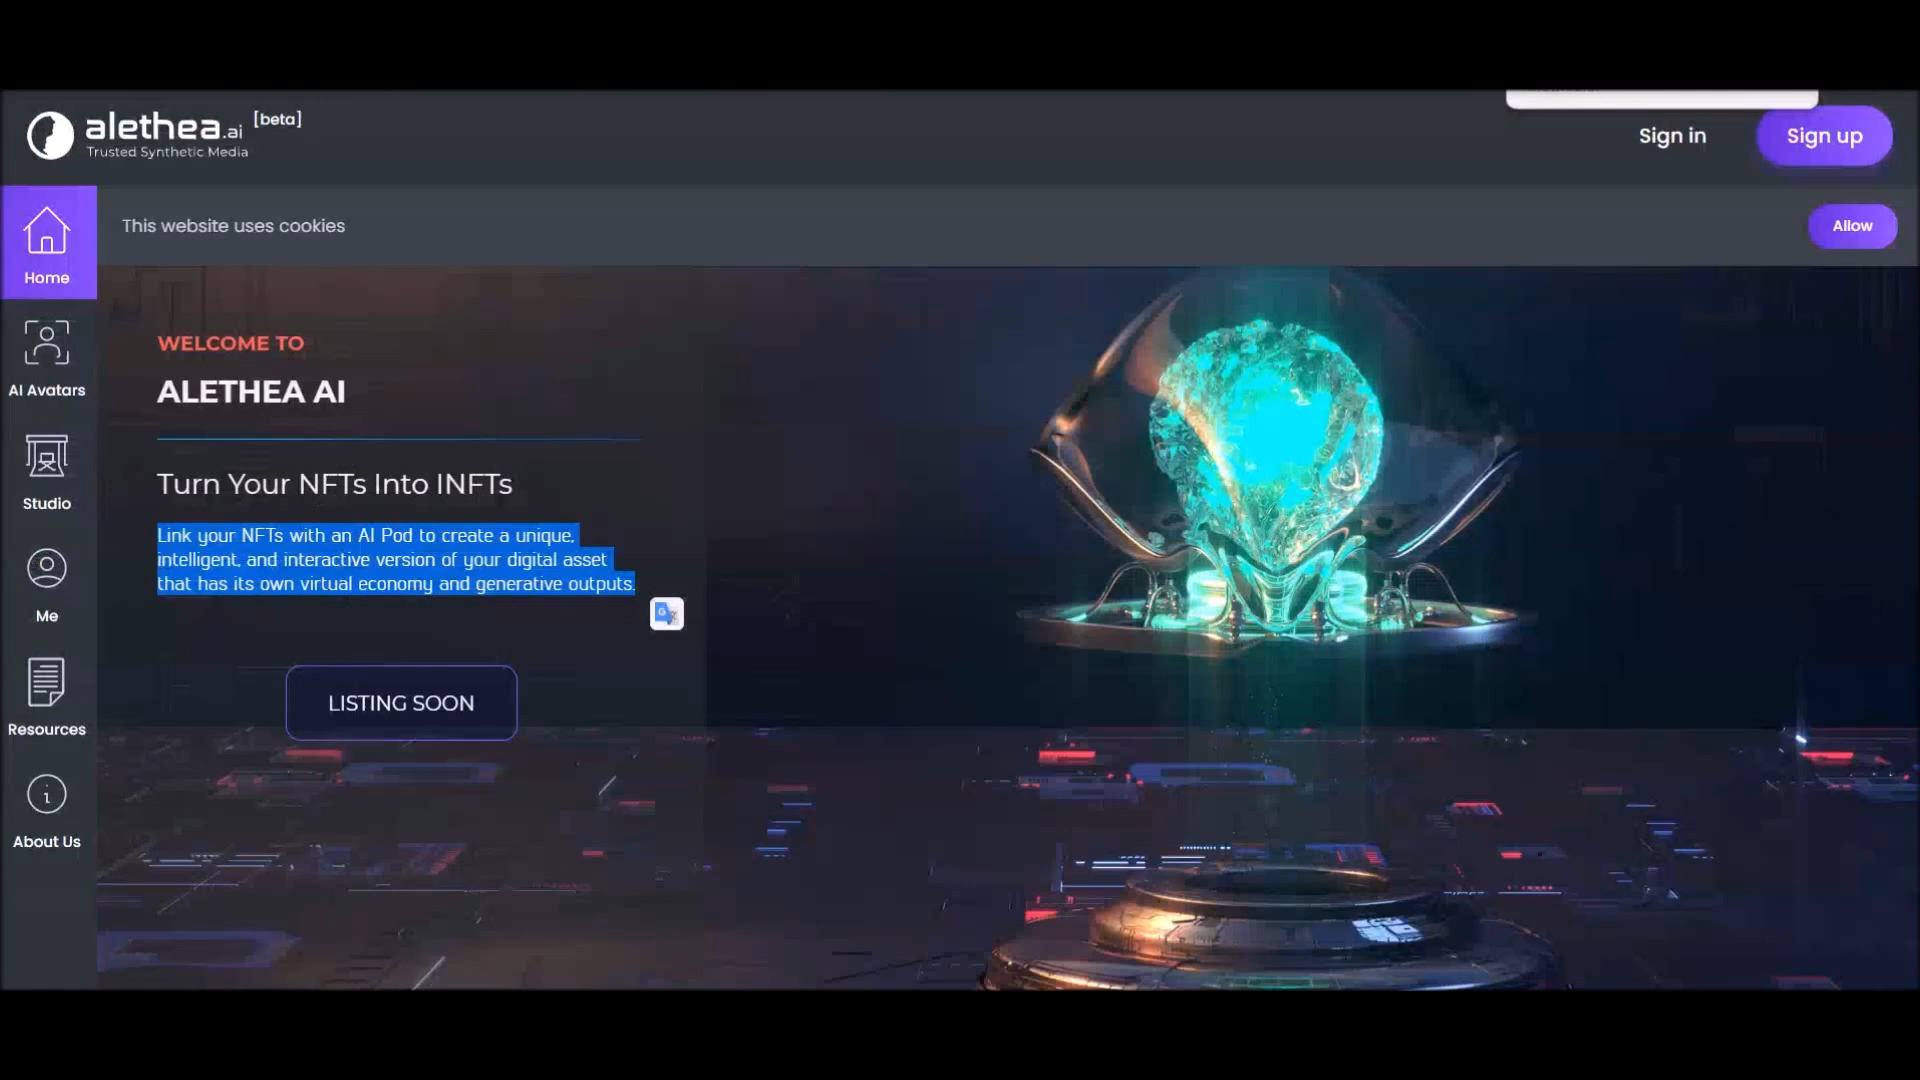 alethea.ai [beta]
Trusted Synthetic Media
Sign in
Sign up
This website uses cookies
Allow
Home
AI Avatars
Studio
Me
Resources
About Us
WELCOME TO
ALETHEA AI
Turn Your NFTs Into INFTs
Link your NFTs with an AI Pod to create a unique,
intelligent, and interactive version of your digital asset
that has its own virtual economy and generative outputs.
LISTING SOON